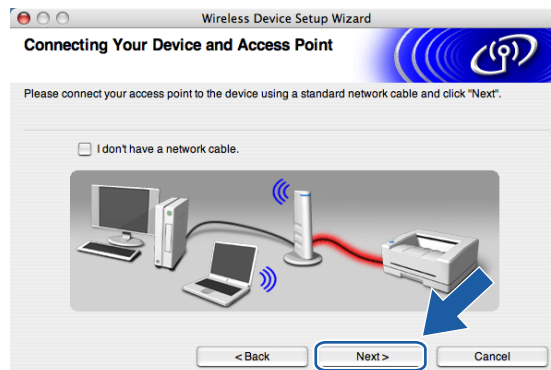 Wireless Device Setup Wizard
Connecting Your Device and Access Point
Please connect your access point to the device using a standard network cable and click "Next".
I don't have a network cable.
< Back Next > Cancel